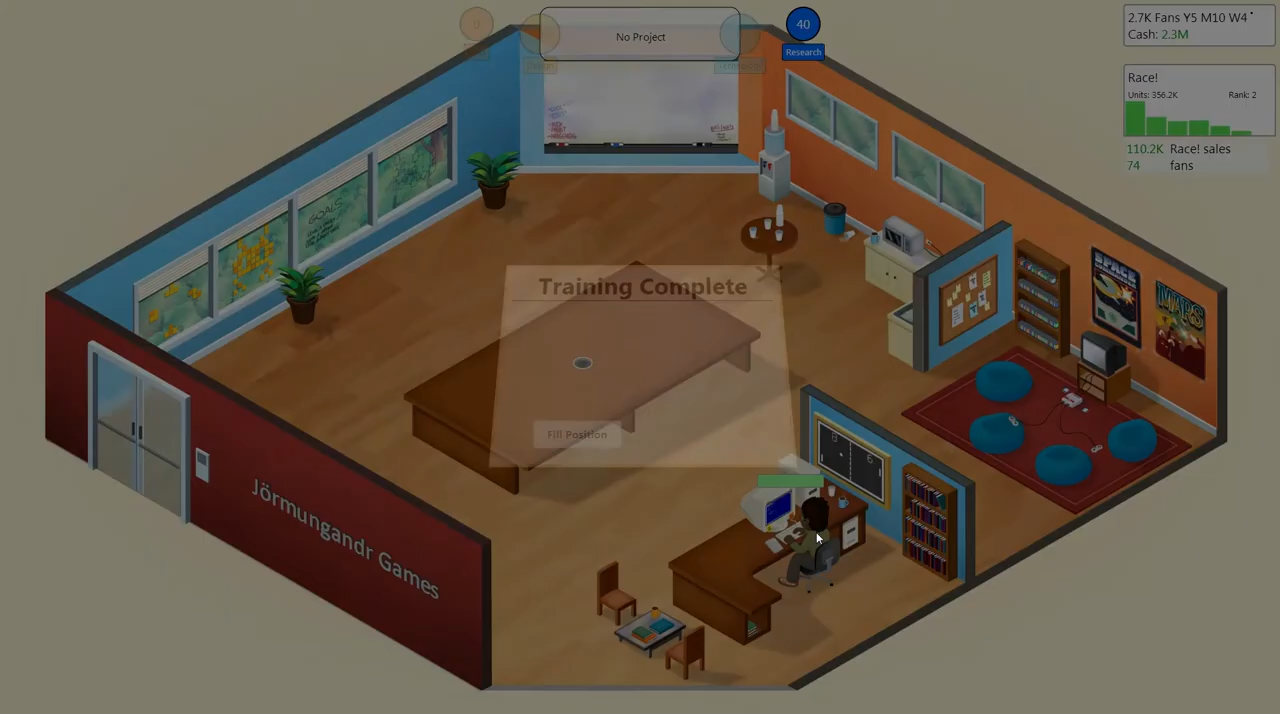 0
No Project
40
Research
2.7K Fans Y5 M10 W4
Cash: 2.3M
Race!
Units: 356.2K Rank: 2
110.2K Race! sales
74 fans
GOALS
SPACE
MARS
Training Complete
Fill Position
Jörmungandr Games